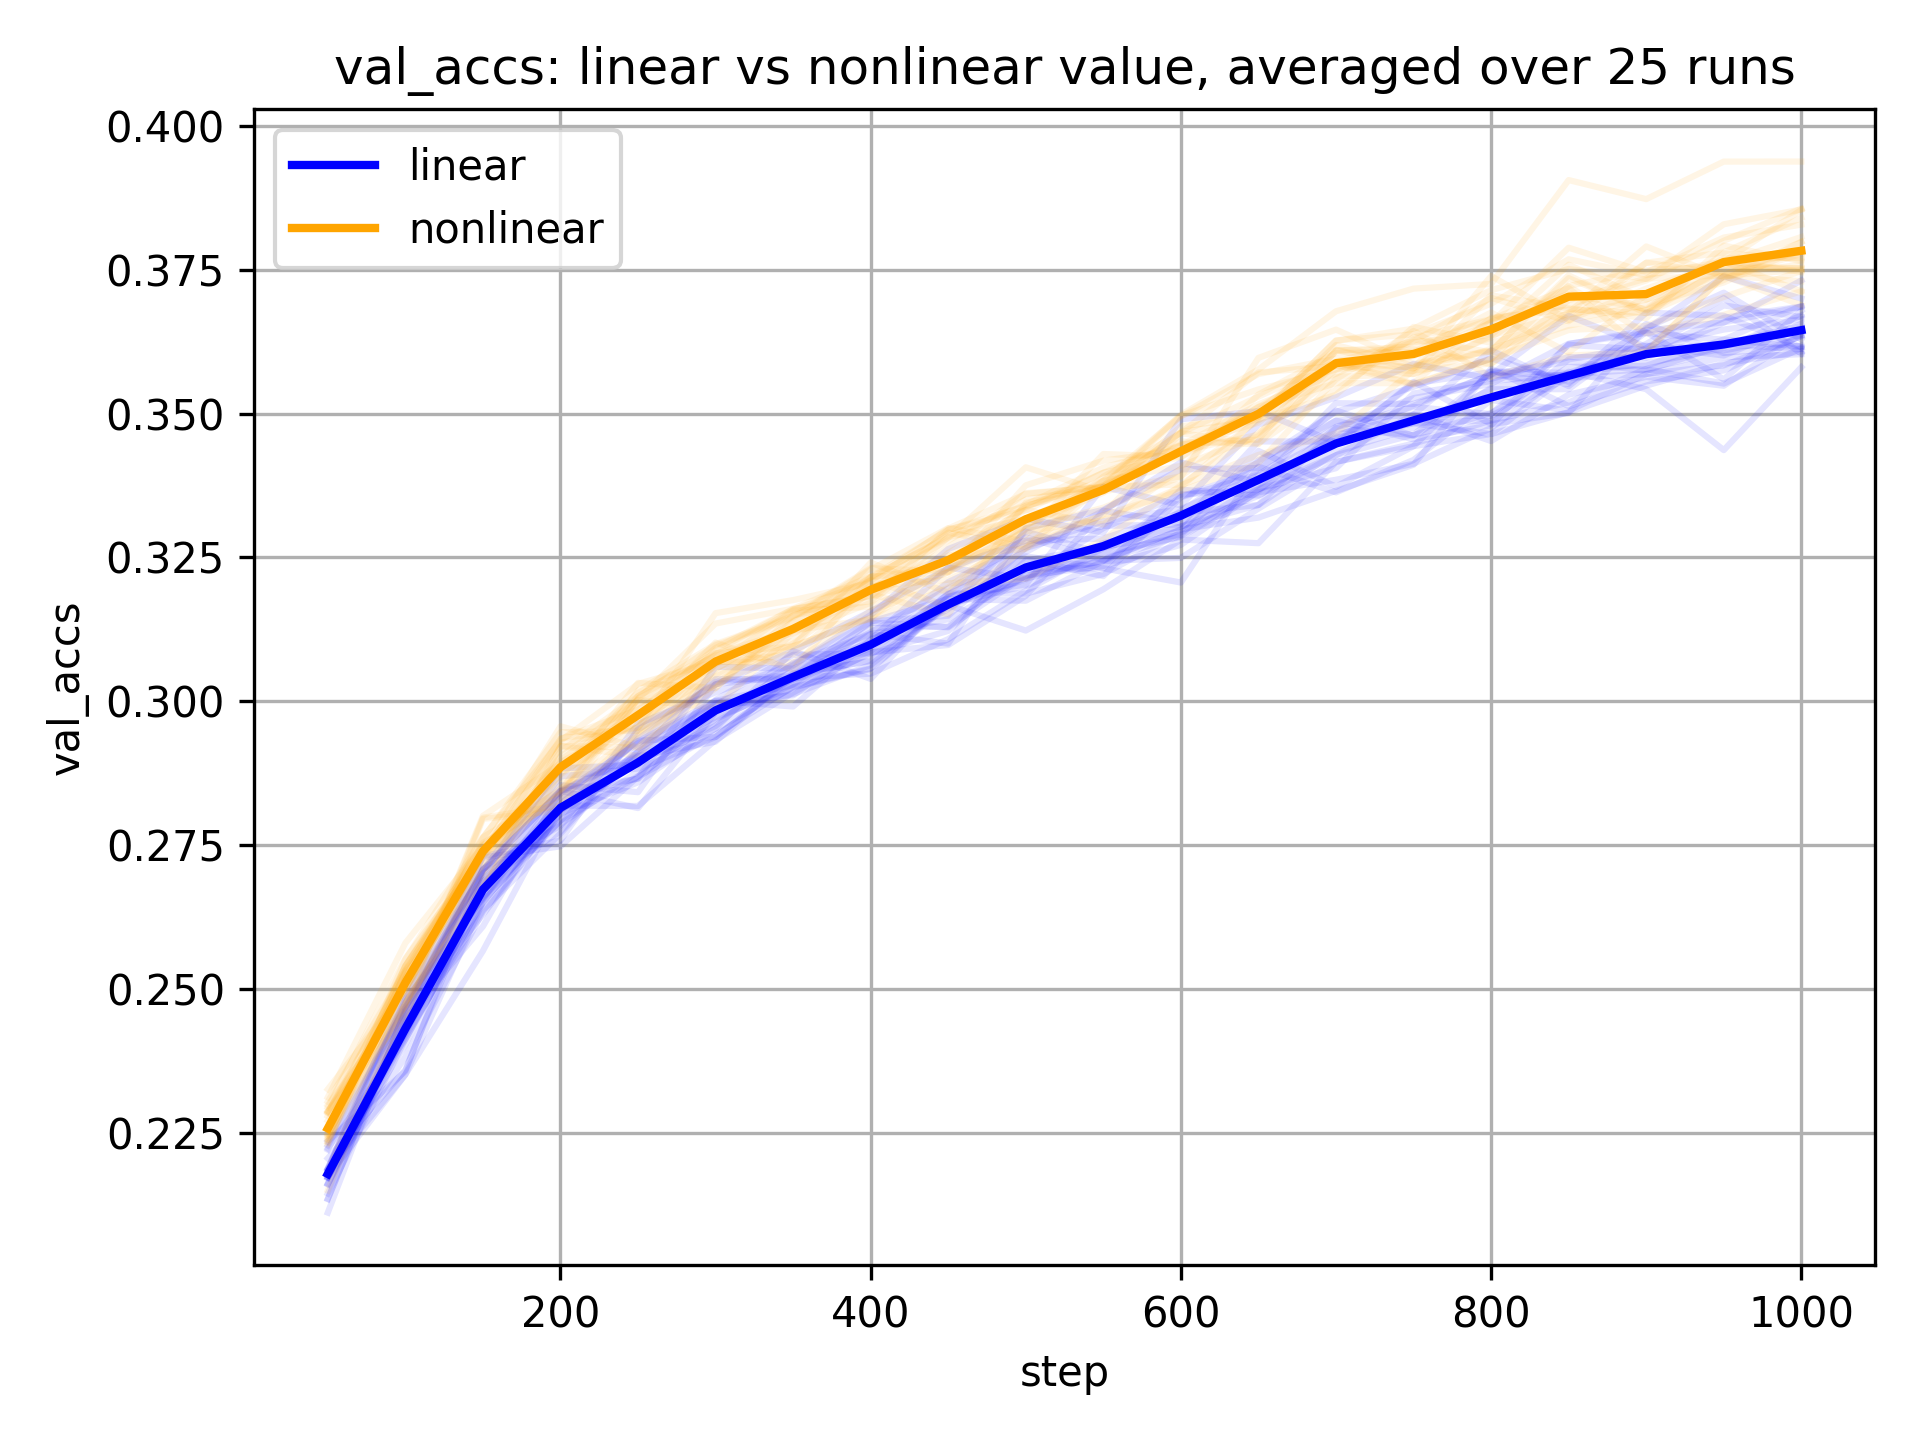 val_accs: linear vs nonlinear value, averaged over 25 runs
linear
nonlinear
0.400
0.375
0.350
0.325
0.300
0.275
0.250
0.225
val_accs
200 400 600 800 1000
step